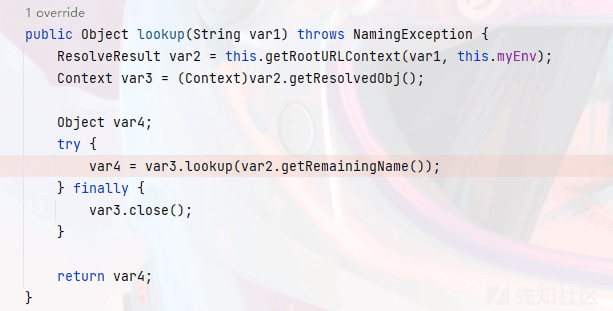 1 override
public Object lookup(String var1) throws NamingException {
    ResolveResult var2 = this.getRootURLContext(var1, this.myEnv);
    Context var3 = (Context)var2.getResolvedObj();

    Object var4;
    try {
        var4 = var3.lookup(var2.getRemainingName());
    } finally {
        var3.close();
    }

    return var4;
}
先知社区